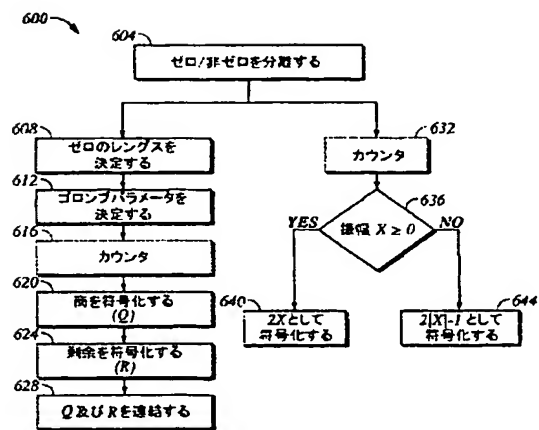 600
604
ゼロ/非ゼロを分離する
608
ゼロのレングスを
決定する
612
ゴロンブパラメータを
決定する
616
カウンタ
620
商を符号化する
(Q)
624
剰余を符号化する
(R)
628
Q及びRを連結する
632
カウンタ
636
YES
振幅 X ≥ 0
NO
640
2Xとして
符号化する
644
2|X|-1として
符号化する